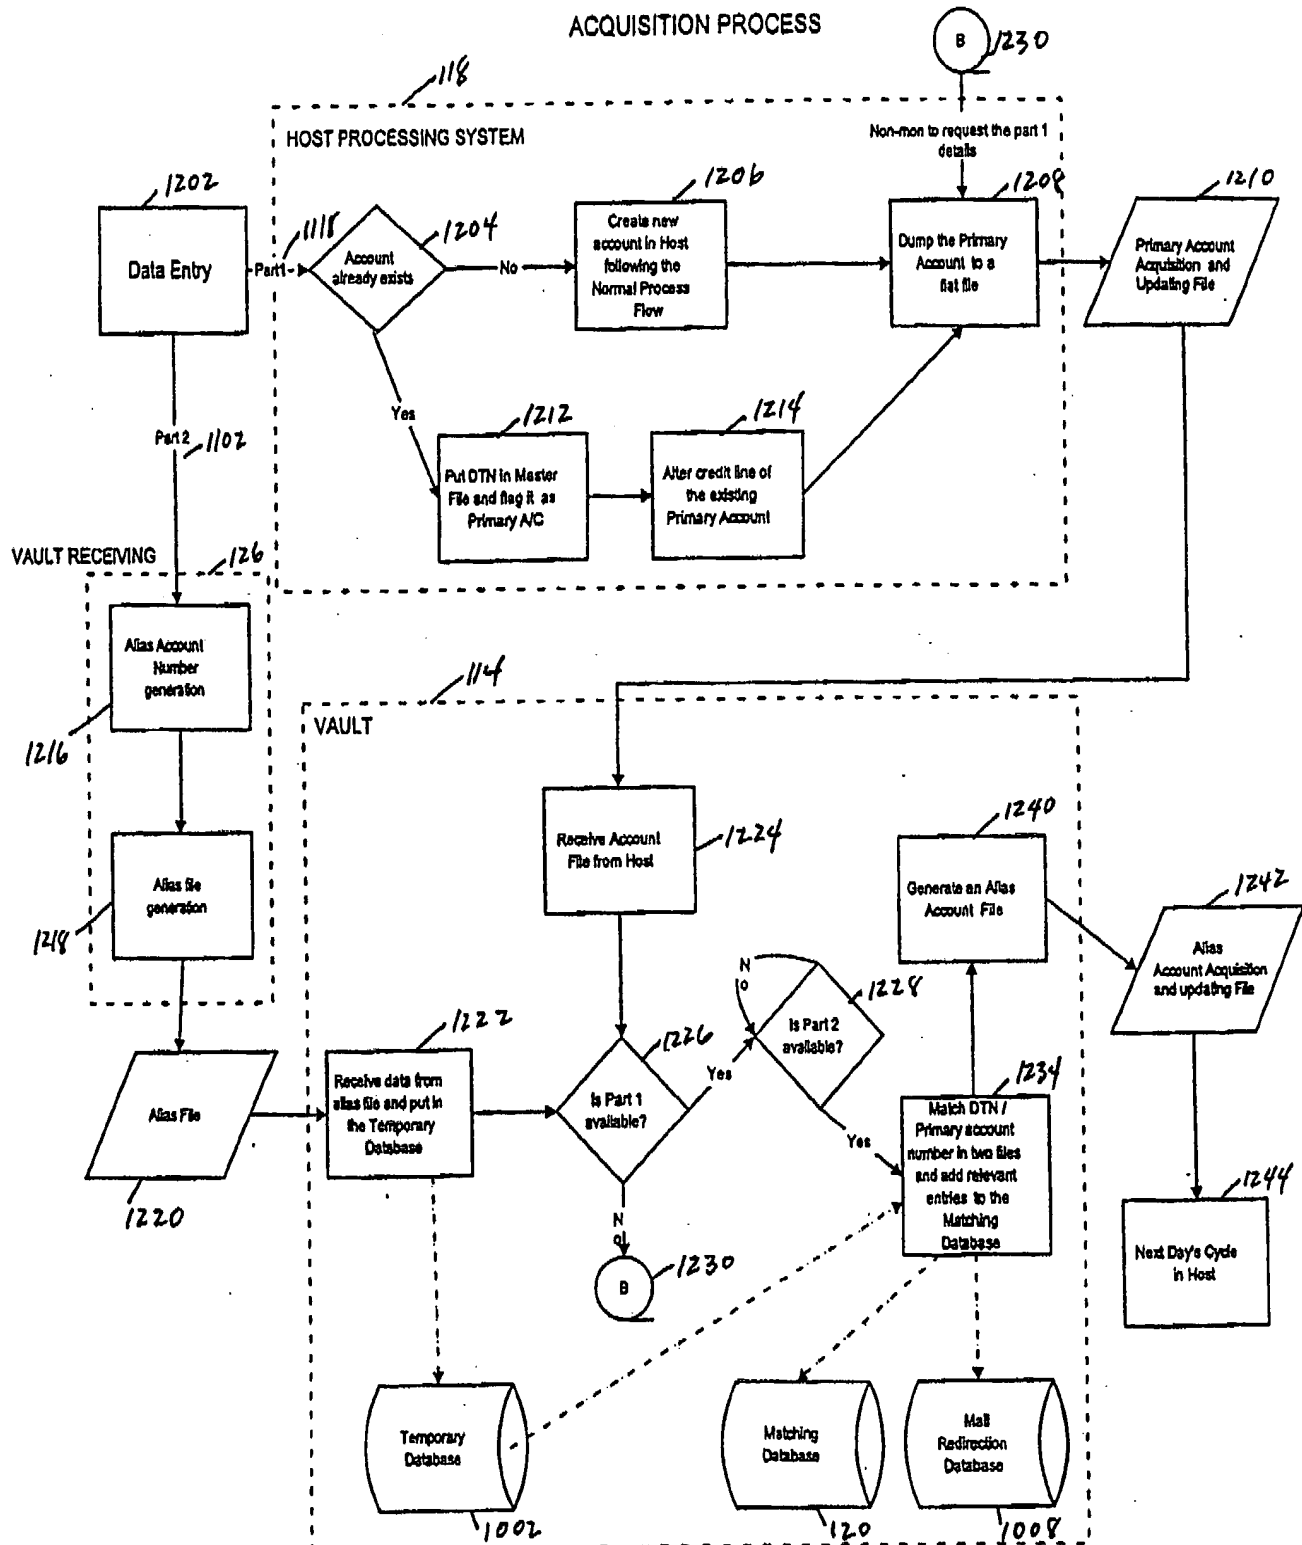 ACQUISITION PROCESS
B
1230
118
HOST PROCESSING SYSTEM
Non-mon to request the part 1
details
1202
Data Entry
1118
Part1
1204
Account
already exists
No
1206
Create new
account in Host
following the
Normal Process
Flow
1208
Dump the Primary
Account to a
flat file
1210
Primary Account
Acquisition and
Updating File
Yes
1212
Put DTN in Master
File and flag it as
Primary A/C
1214
Alter credit line of
the existing
Primary Account
Part 2
1102
VAULT RECEIVING
126
Alias Account
Number
generation
1216
Alias file
generation
1218
Alias File
1220
114
VAULT
Receive Account
File from Host
1224
1222
Receive data from
alias file and put in
the Temporary
Database
1226
Is Part 1
available?
Yes
No
B
1230
No
1228
Is Part 2
available?
Yes
1234
Match DTN /
Primary account
number in two files
and add relevant
entries to the
Matching
Database
1240
Generate an Alias
Account File
1242
Alias
Account Acquisition
and updating File
1244
Next Day's Cycle
in Host
Temporary
Database
1002
Matching
Database
120
Mail
Redirection
Database
1008